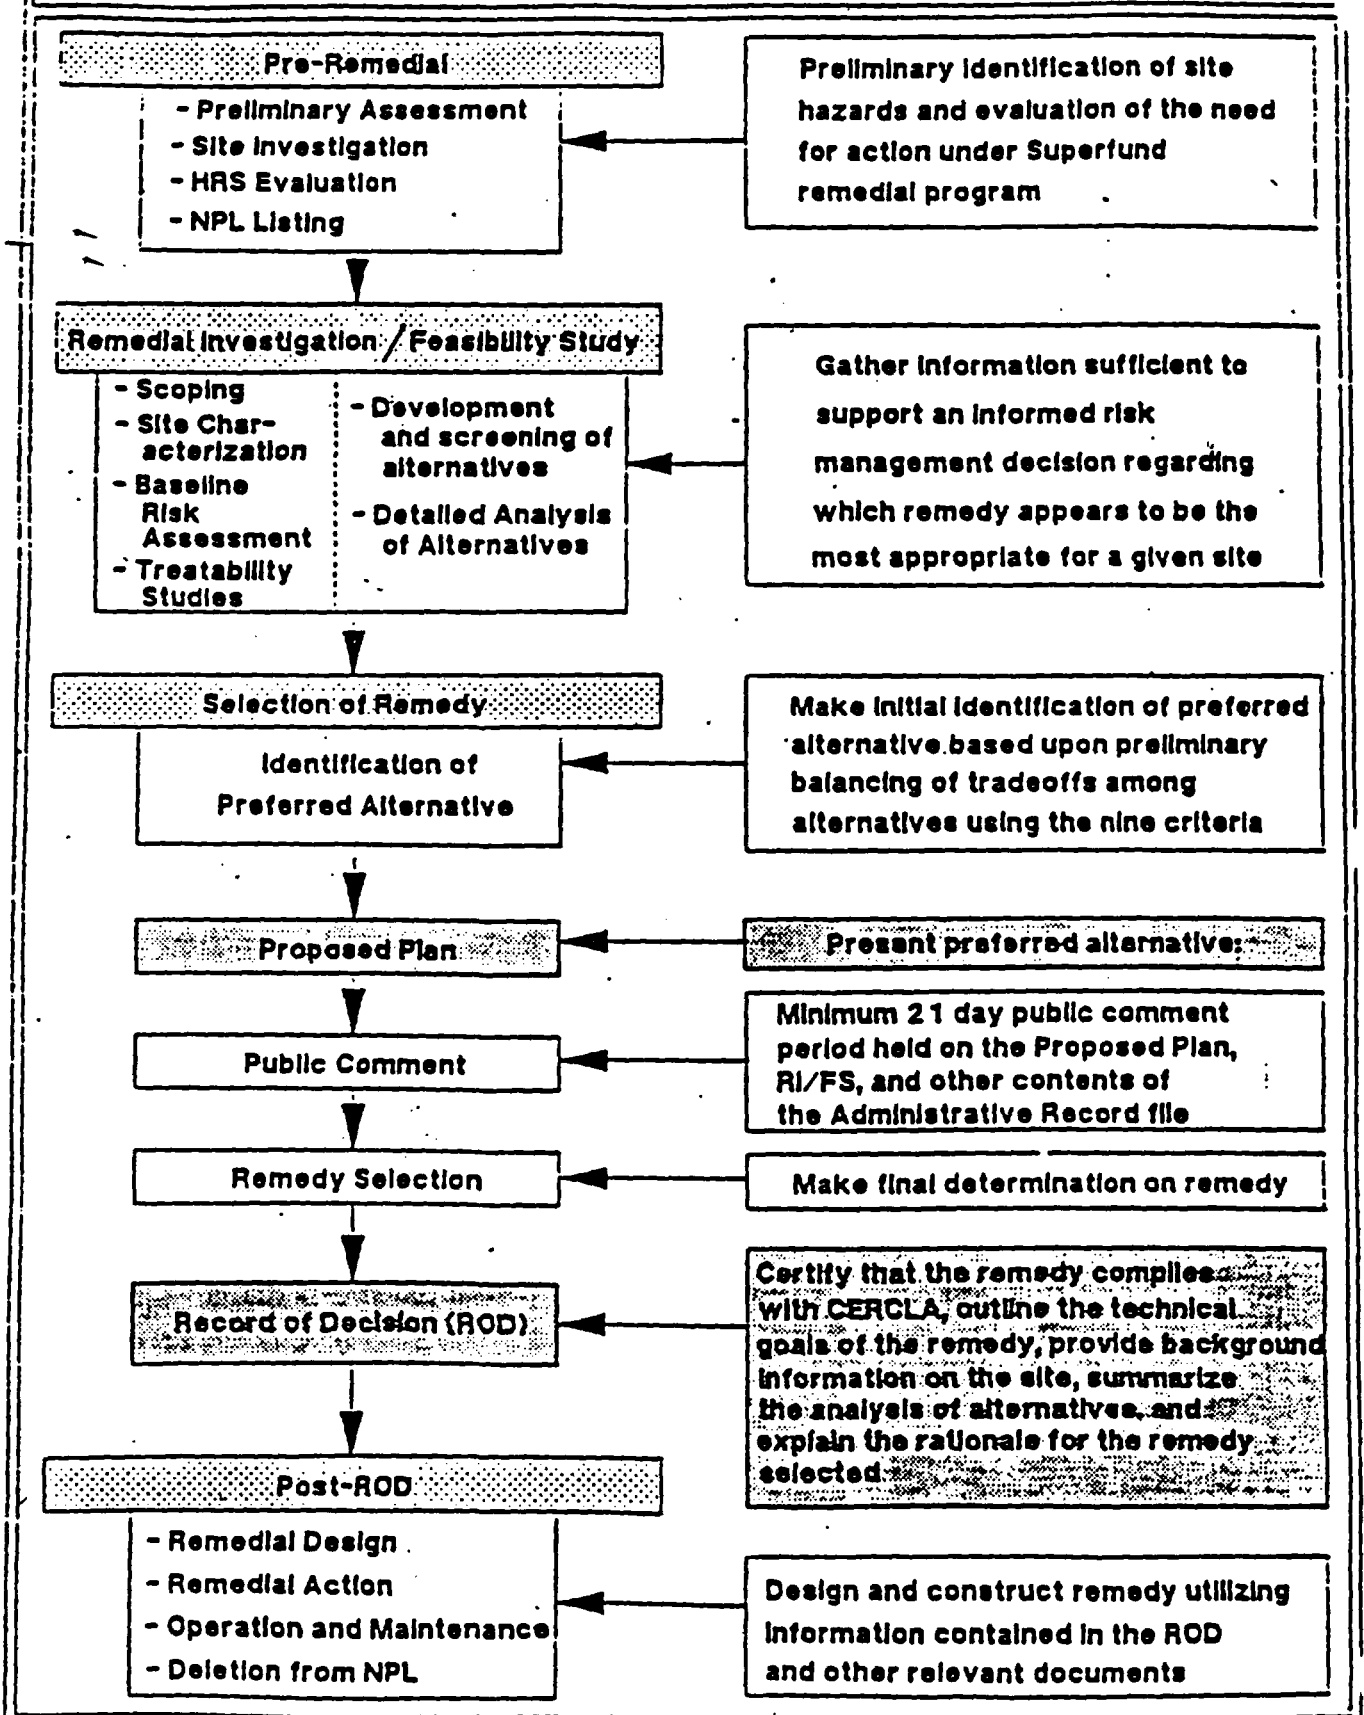 Pre-Remedial
- Preliminary Assessment
- Site Investigation
- HRS Evaluation
- NPL Listing
Preliminary identification of site
hazards and evaluation of the need
for action under Superfund
remedial program
Remedial Investigation / Feasibility Study
- Scoping
- Site Char-
acterization
- Baseline
Risk
Assessment
- Treatability
Studies
- Development
and screening of
alternatives
- Detailed Analysis
of Alternatives
Gather information sufficient to
support an informed risk
management decision regarding
which remedy appears to be the
most appropriate for a given site
Selection of Remedy
Identification of
Preferred Alternative
Make initial identification of preferred
alternative based upon preliminary
balancing of tradeoffs among
alternatives using the nine criteria
Proposed Plan
Present preferred alternative
Public Comment
Minimum 21 day public comment
period held on the Proposed Plan,
RI/FS, and other contents of
the Administrative Record file
Remedy Selection
Make final determination on remedy
Record of Decision (ROD)
Certify that the remedy complies
with CERCLA, outline the technical
goals of the remedy, provide background
information on the site, summarize
the analysis of alternatives, and
explain the rationale for the remedy
selected
Post-ROD
- Remedial Design
- Remedial Action
- Operation and Maintenance
- Deletion from NPL
Design and construct remedy utilizing
information contained in the ROD
and other relevant documents